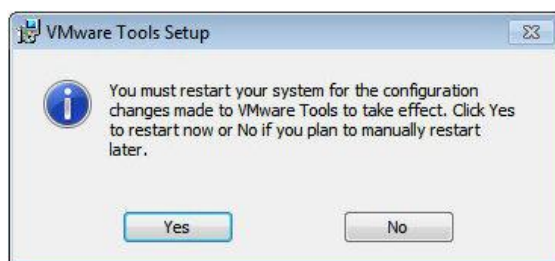 VMware Tools Setup
You must restart your system for the configuration
changes made to VMware Tools to take effect. Click Yes
to restart now or No if you plan to manually restart
later.
Yes
No